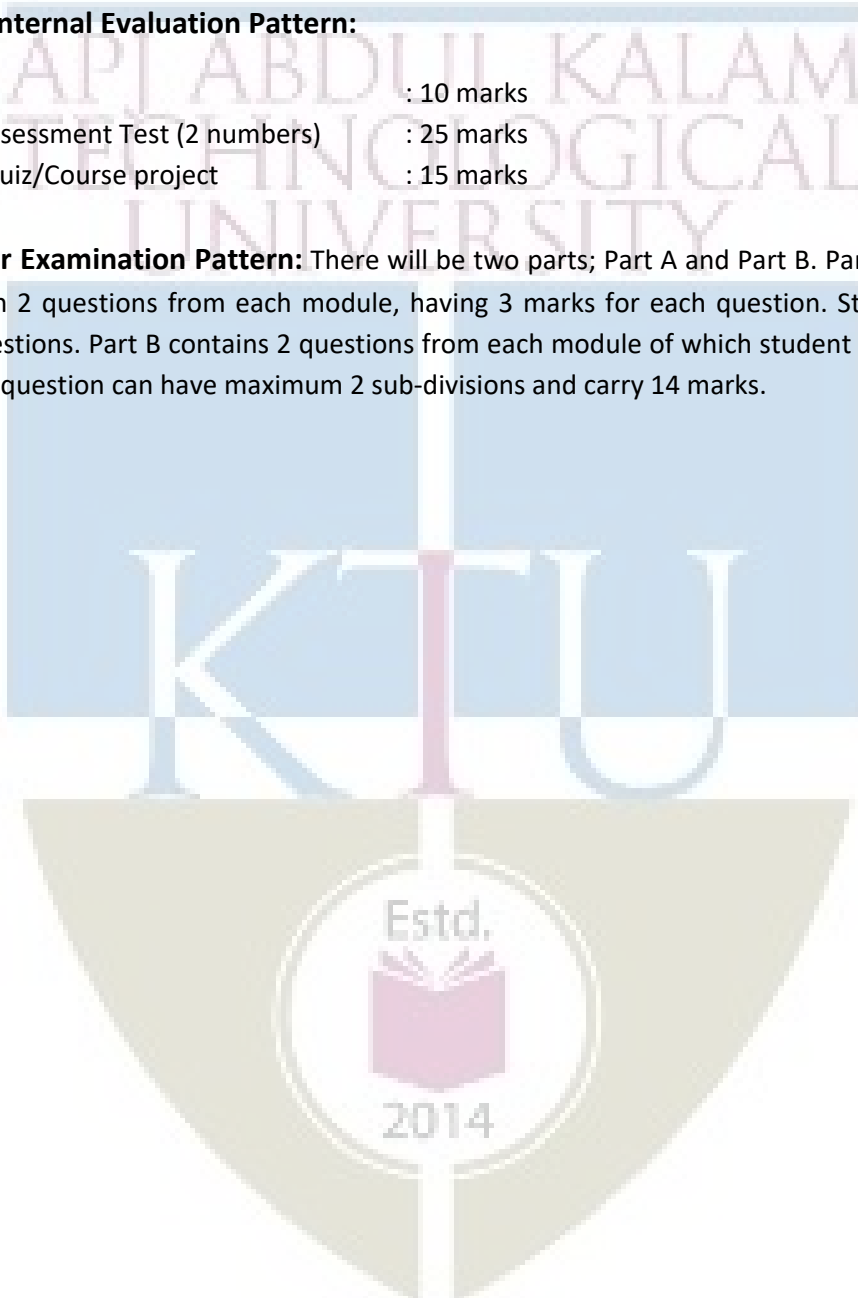 nternal Evaluation Pattern:
APJ ABDUL KALAM
: 10 marks
sessment Test (2 numbers) : 25 marks
TECHNOLOGICAL
uiz/Course project : 15 marks
UNIVERSITY
r Examination Pattern: There will be two parts; Part A and Part B. Par
n 2 questions from each module, having 3 marks for each question. St
estions. Part B contains 2 questions from each module of which student
question can have maximum 2 sub-divisions and carry 14 marks.
KTU
Estd.
2014